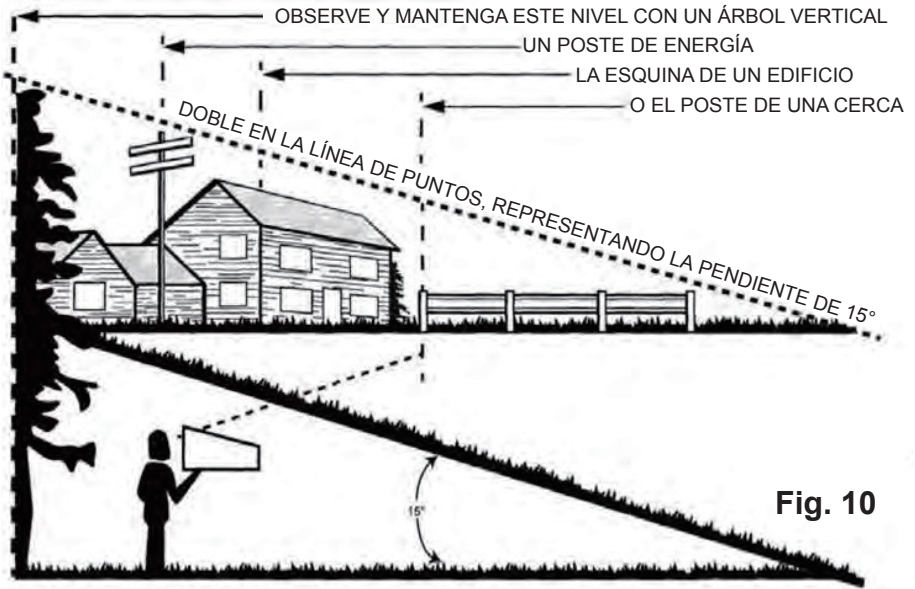 OBSERVE Y MANTENGA ESTE NIVEL CON UN ÁRBOL VERTICAL
UN POSTE DE ENERGÍA
LA ESQUINA DE UN EDIFICIO
O EL POSTE DE UNA CERCA
DOBLE EN LA LÍNEA DE PUNTOS, REPRESENTANDO LA PENDIENTE DE 15°
15°
Fig. 10